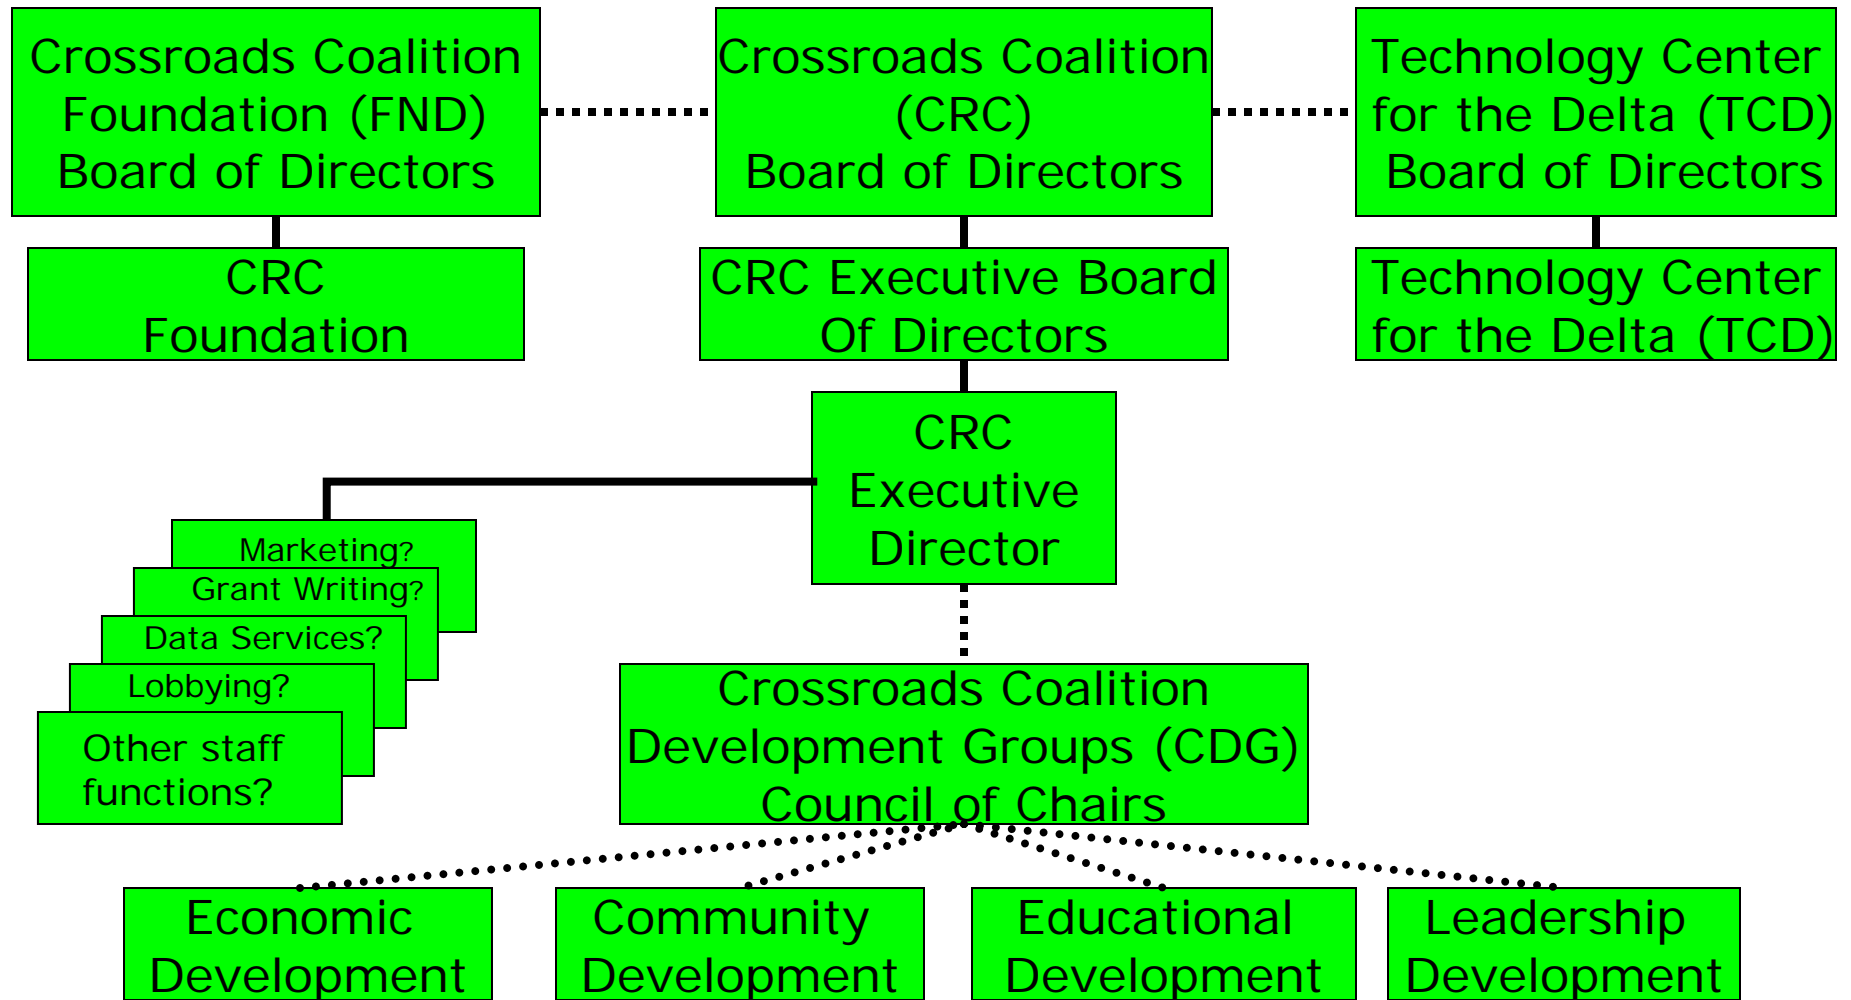 Crossroads Coalition
Foundation (FND)
Board of Directors
Crossroads Coalition
(CRC)
Board of Directors
Technology Center
for the Delta (TCD)
Board of Directors
CRC
Foundation
CRC Executive Board
Of Directors
Technology Center
for the Delta (TCD)
CRC
Executive
Director
Marketing?
Grant Writing?
Data Services?
Lobbying?
Other staff
functions?
Crossroads Coalition
Development Groups (CDG)
Council of Chairs
Economic
Development
Community
Development
Educational
Development
Leadership
Development